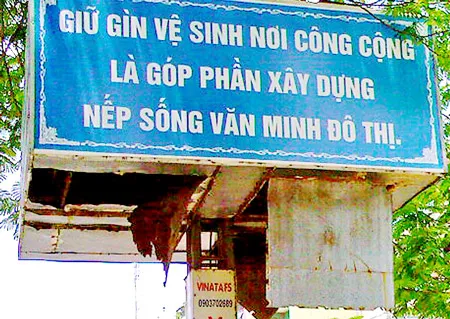 GIỮ GÌN VỆ SINH NƠI CÔNG CỘNG
LÀ GÓP PHẦN XÂY DỰNG
NẾP SỐNG VĂN MINH ĐÔ THỊ.
VINATAFS
0903702689